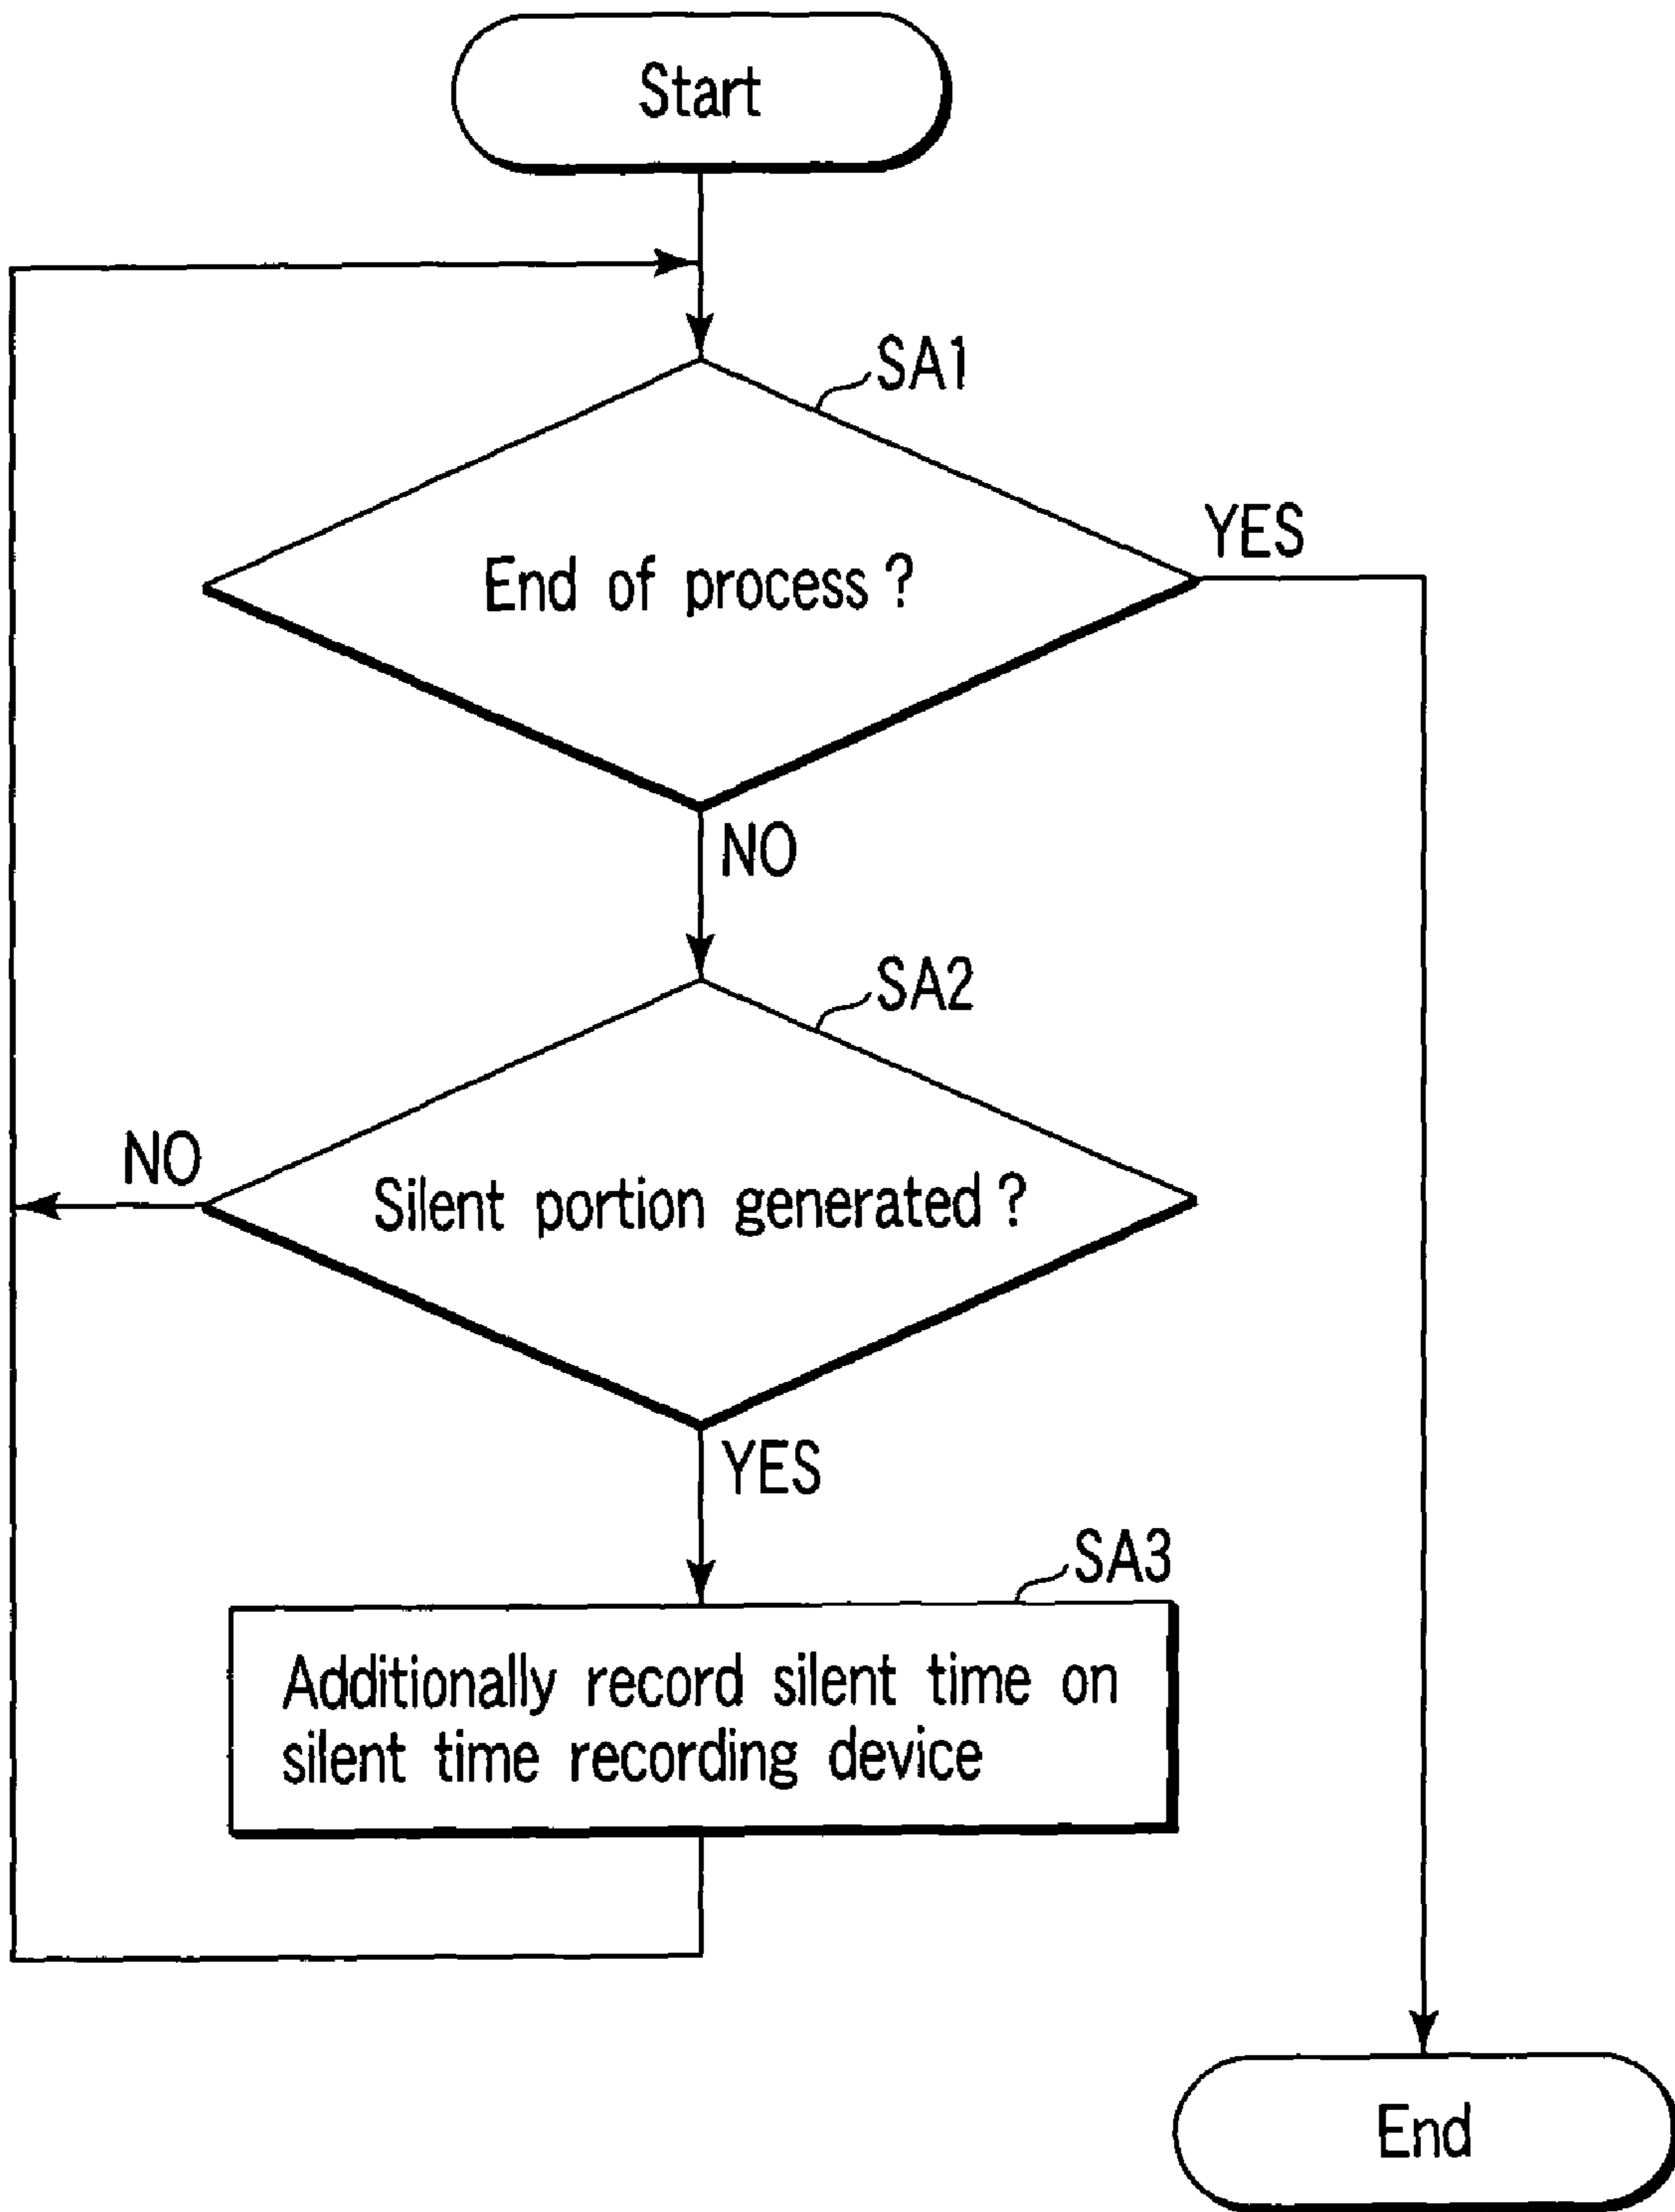 Start
SA1
YES
End of process ?
NO
SA2
NO
Silent portion generated ?
YES
SA3
Additionally record silent time on
silent time recording device
End